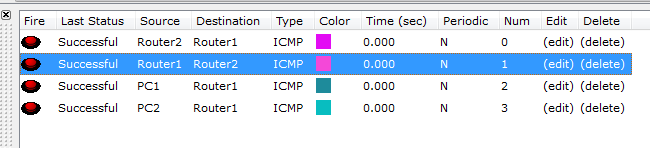 Fire Last Status Source Destination Type Color Time (sec) Periodic Num Edit Delete
Successful Router2 Router1 ICMP 0.000 N 0 (edit) (delete)
Successful Router1 Router2 ICMP 0.000 N 1 (edit) (delete)
Successful PC1 Router1 ICMP 0.000 N 2 (edit) (delete)
Successful PC2 Router1 ICMP 0.000 N 3 (edit) (delete)